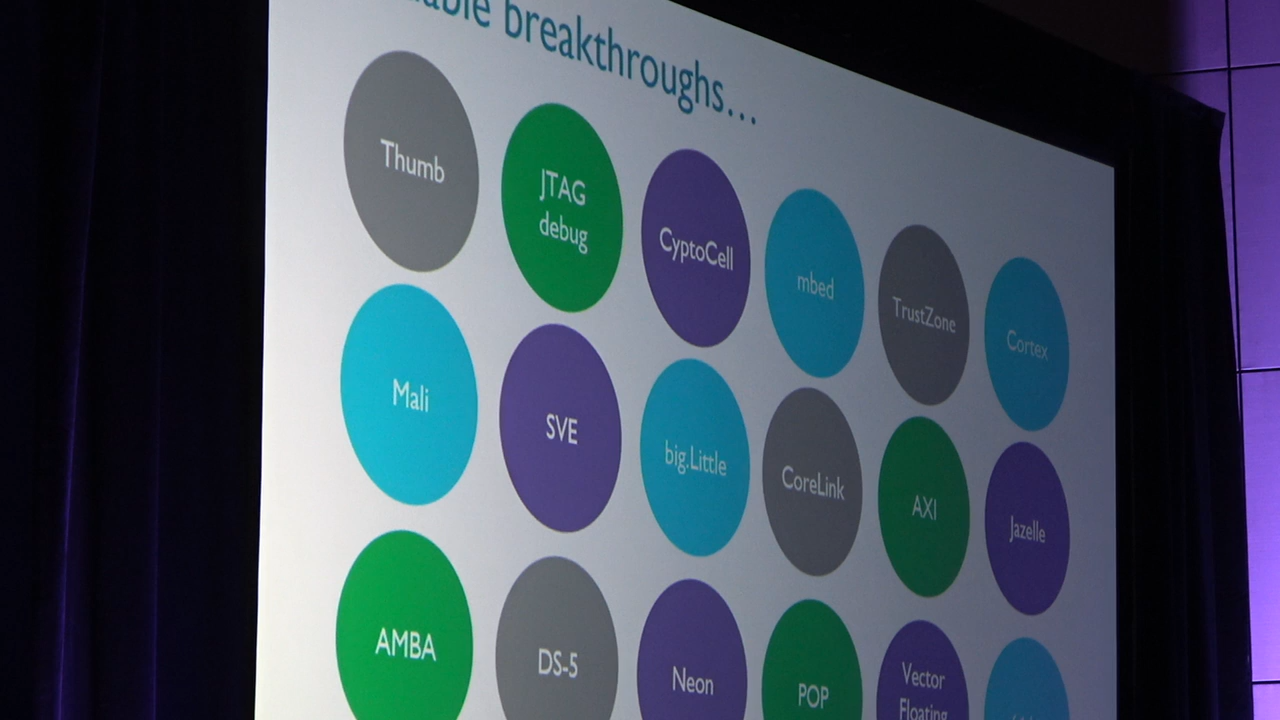 breakthroughs...
Thumb
JTAG
debug
CyptoCell
mbed
TrustZone
Cortex
Mali
SVE
big.Little
CoreLink
AXI
Jazelle
AMBA
DS-5
Neon
POP
Vector
Floating